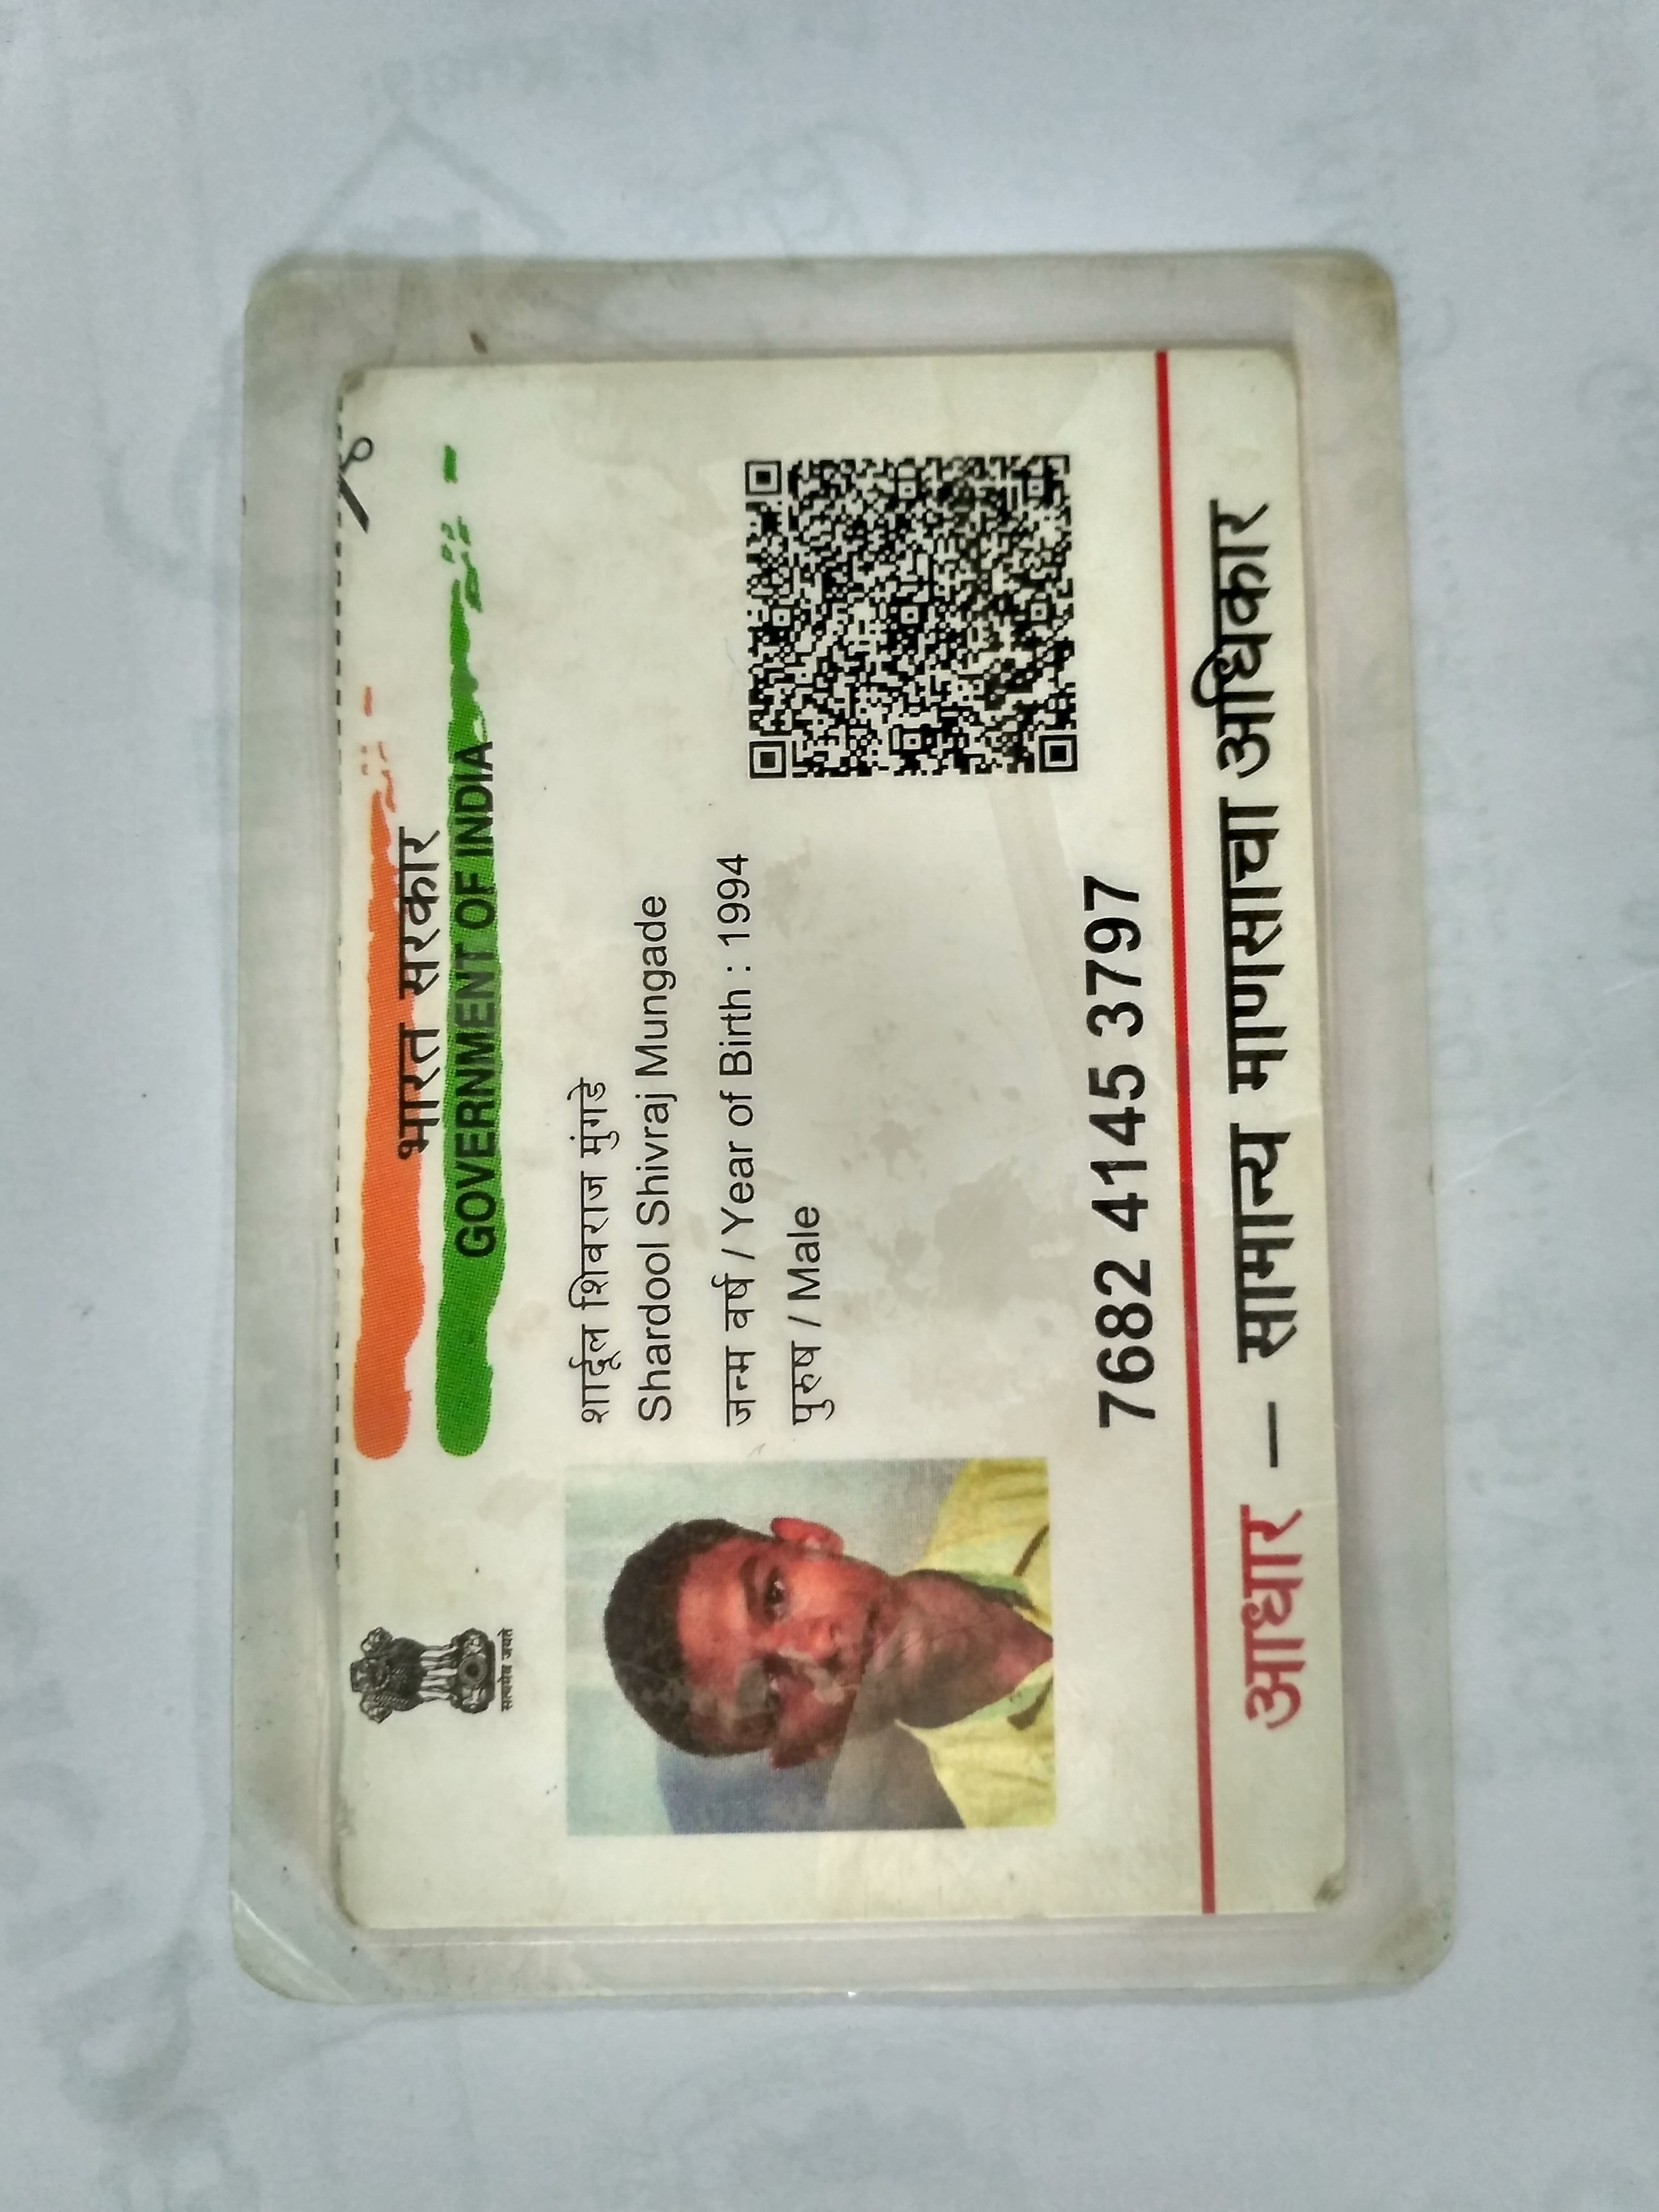 भारत सरकार
GOVERNMENT OF INDIA
सत्यमेव जयते
शार्दूल शिवराज मुंगडे
Shardool Shivraj Mungade
जन्म वर्ष / Year of Birth : 1994
पुरुष / Male
7682 4145 3797
आधार — सामान्य माणसाचा अधिकार